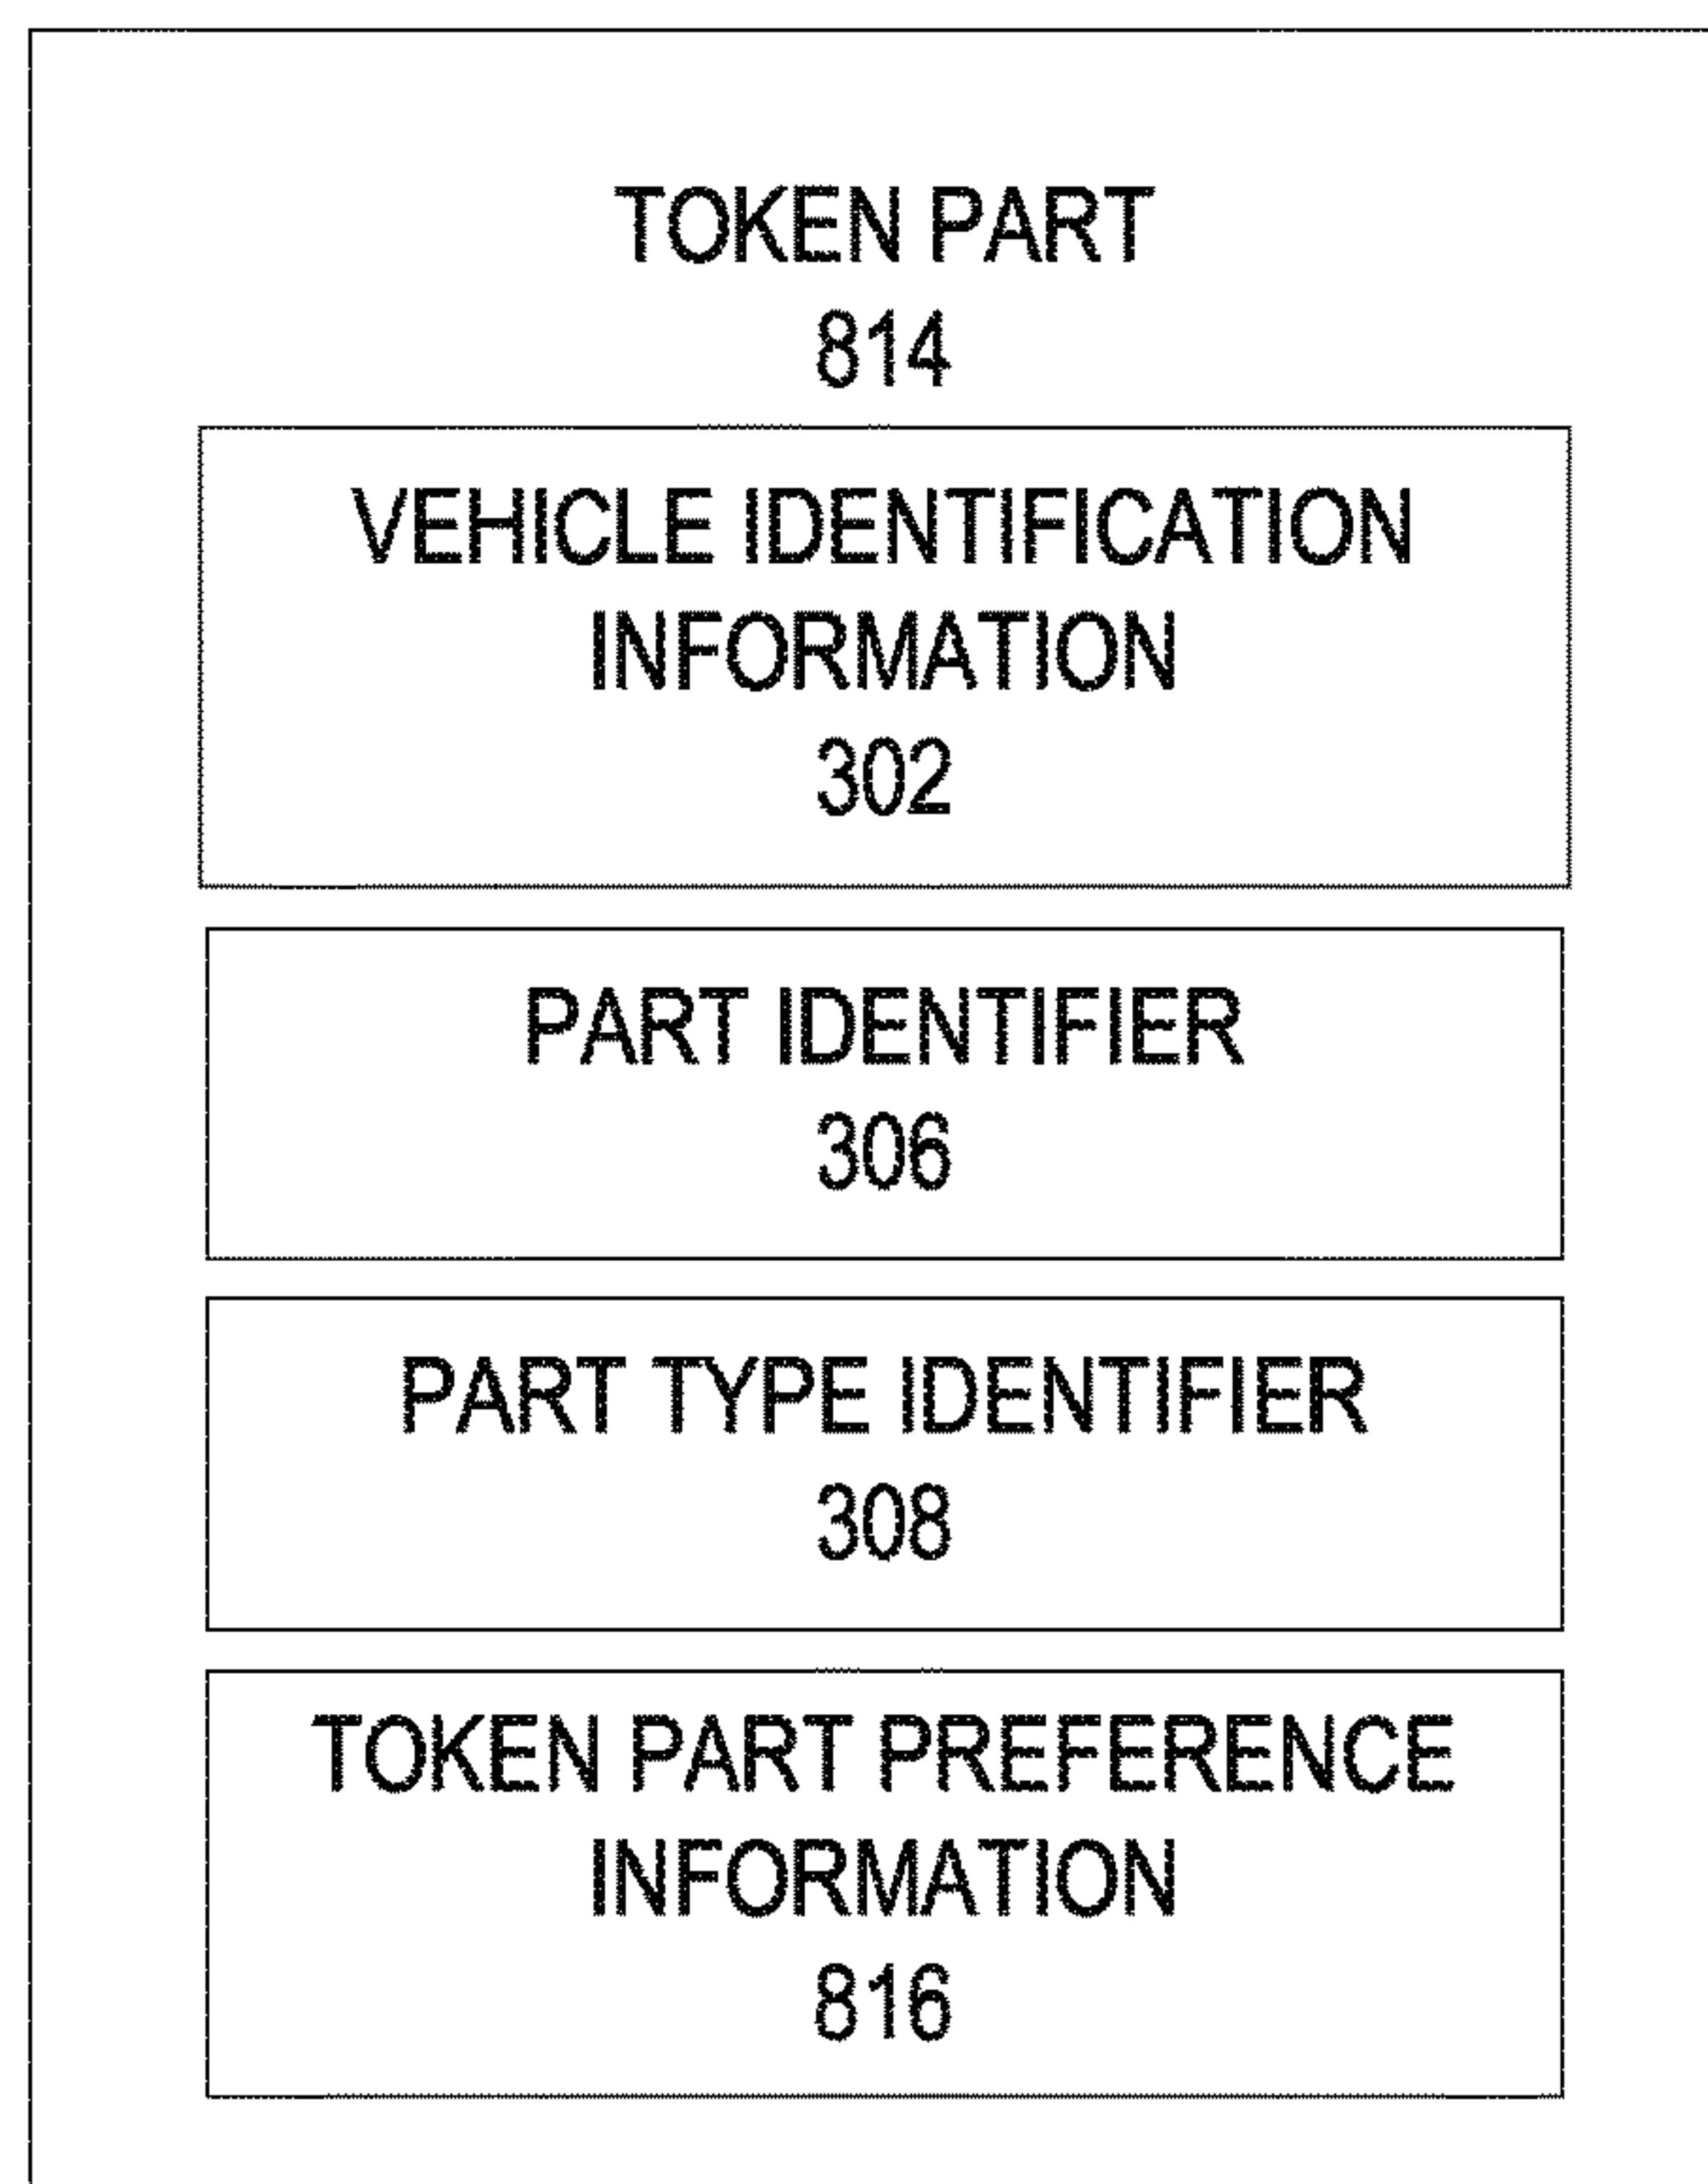 TOKEN PART
814
VEHICLE IDENTIFICATION
INFORMATION
302
PART IDENTIFIER
306
PART TYPE IDENTIFIER
308
TOKEN PART PREFERENCE
INFORMATION
816